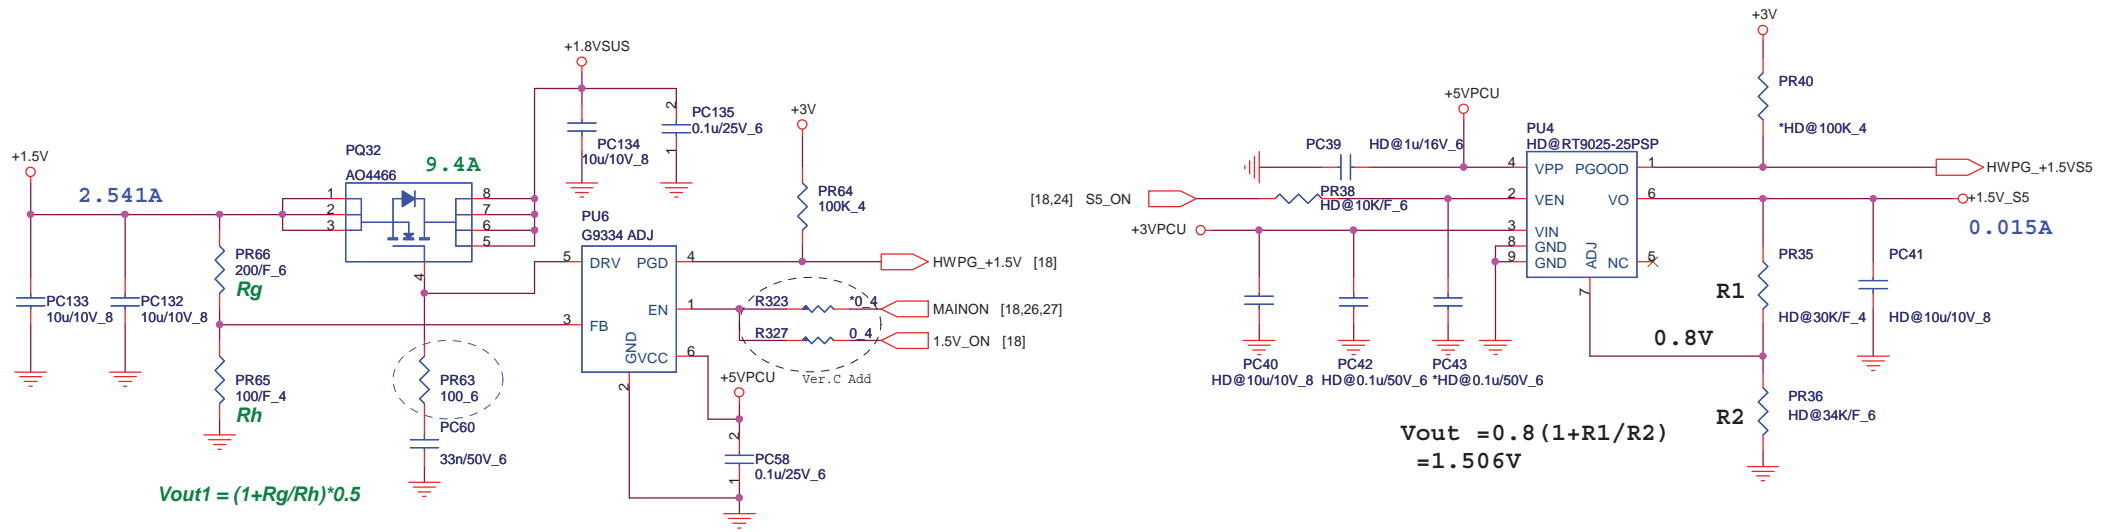 +1.8VSUS
+1.5V
PQ32
AO4466
9.4A
2.541A
1
2
3
8
7
6
5
4
PC134
10u/10V_8
2
1
PC135
0.1u/25V_6
+3V
PR64
100K_4
PU6
G9334 ADJ
5
DRV
PGD
4
HWPG_+1.5V [18]
EN
1
R323
*0_4
MAINON [18,26,27]
3
FB
R327
0_4
1.5V_ON [18]
GND
VCC
6
2
Ver.C Add
+5VPCU
2
1
PC58
0.1u/25V_6
PC133
10u/10V_8
PC132
10u/10V_8
PR66
200/F_6
Rg
PR65
100/F_4
Rh
PR63
100_6
PC60
33n/50V_6
Vout1 = (1+Rg/Rh)*0.5
+3V
PR40
*HD@100K_4
+5VPCU
PC39
HD@1u/16V_6
PU4
HD@RT9025-25PSP
4
VPP
PGOOD
1
HWPG_+1.5VS5
[18,24] S5_ON
PR38
HD@10K/F_6
2
VEN
VO
6
+1.5V_S5
0.015A
+3VPCU
3
VIN
8
GND
9
GND
ADJ
NC
5
7
PC40
HD@10u/10V_8
PC42
HD@0.1u/50V_6
PC43
*HD@0.1u/50V_6
R1
PR35
HD@30K/F_4
PC41
HD@10u/10V_8
0.8V
R2
PR36
HD@34K/F_6
Vout =0.8(1+R1/R2)
=1.506V